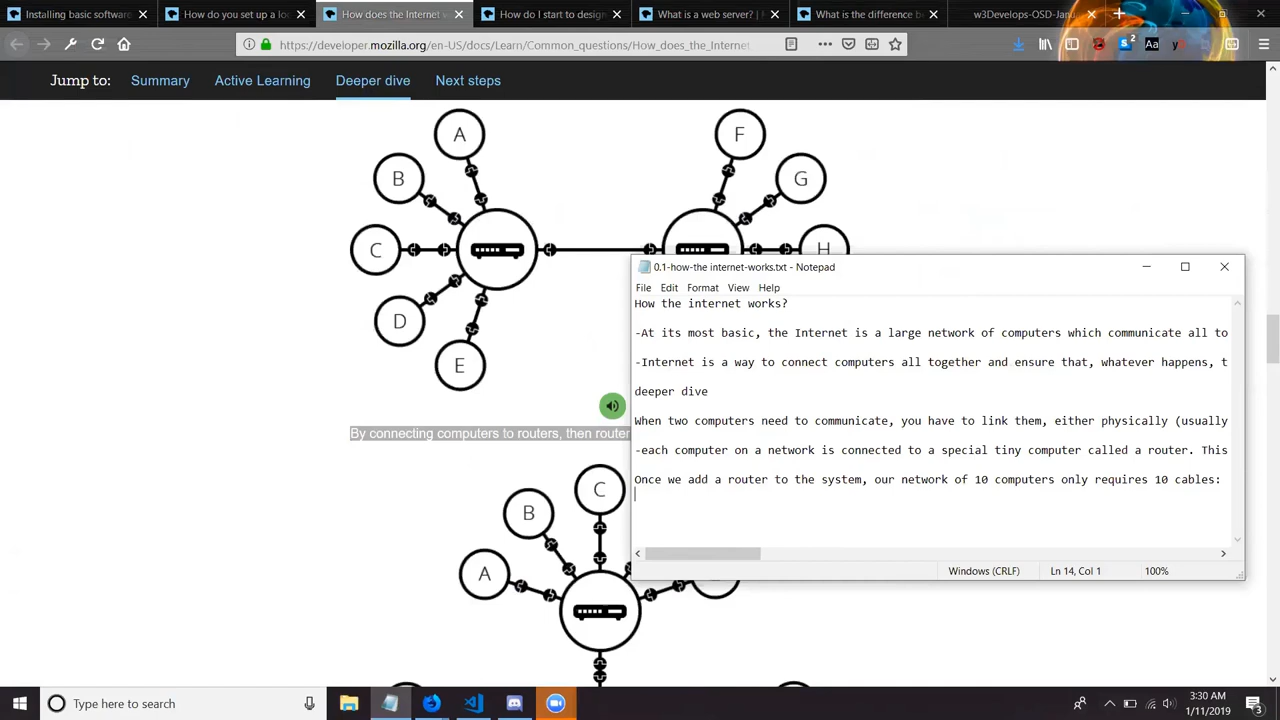 Installing basic software
How do you set up a loc
How does the Internet w
How do I start to design
What is a web server? | M
What is the difference be
w3Develops-OSD-Janu
https://developer.mozilla.org/en-US/docs/Learn/Common_questions/How_does_the_Internet
2
Aa
Jump to: Summary Active Learning Deeper dive Next steps
A
B
C
D
E
F
G
H
By connecting computers to routers, then router
C
B
A
0.1-how-the internet-works.txt - Notepad
File Edit Format View Help
How the internet works?
-At its most basic, the Internet is a large network of computers which communicate all to
-Internet is a way to connect computers all together and ensure that, whatever happens, t
deeper dive
When two computers need to communicate, you have to link them, either physically (usually
-each computer on a network is connected to a special tiny computer called a router. This
Once we add a router to the system, our network of 10 computers only requires 10 cables:
Windows (CRLF) Ln 14, Col 1 100%
Type here to search
3:30 AM
1/11/2019
3